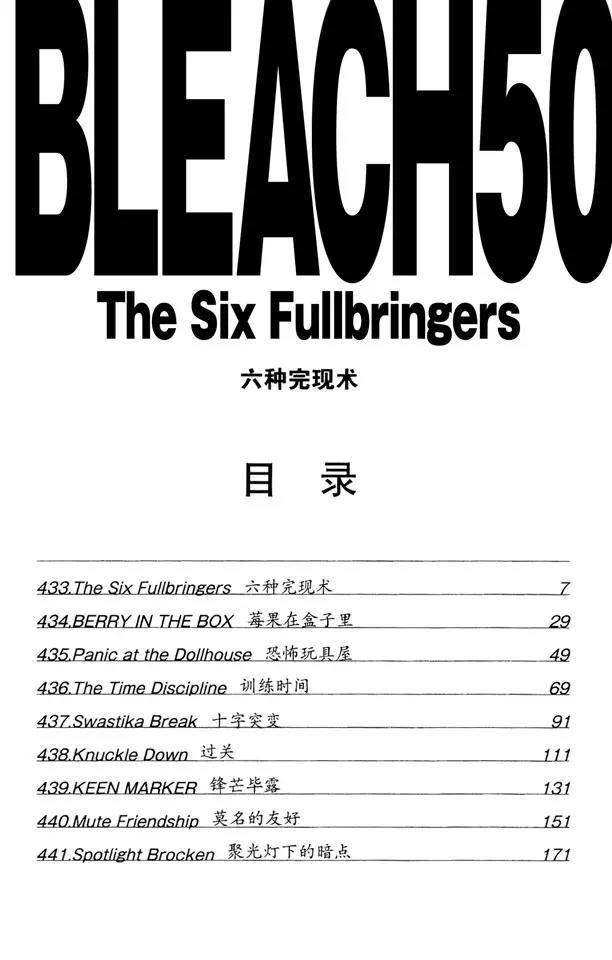 BLEACH50
The Six Fullbringers
六种完现术
目 录
433.The Six Fullbringers 六种完现术 7
434.BERRY IN THE BOX 莓果在盒子里 29
435.Panic at the Dollhouse 恐怖玩具屋 49
436.The Time Discipline 训练时间 69
437.Swastika Break 十字突变 91
438.Knuckle Down 过关 111
439.KEEN MARKER 锋芒毕露 131
440.Mute Friendship 莫名的友好 151
441.Spotlight Brocken 聚光灯下的暗点 171